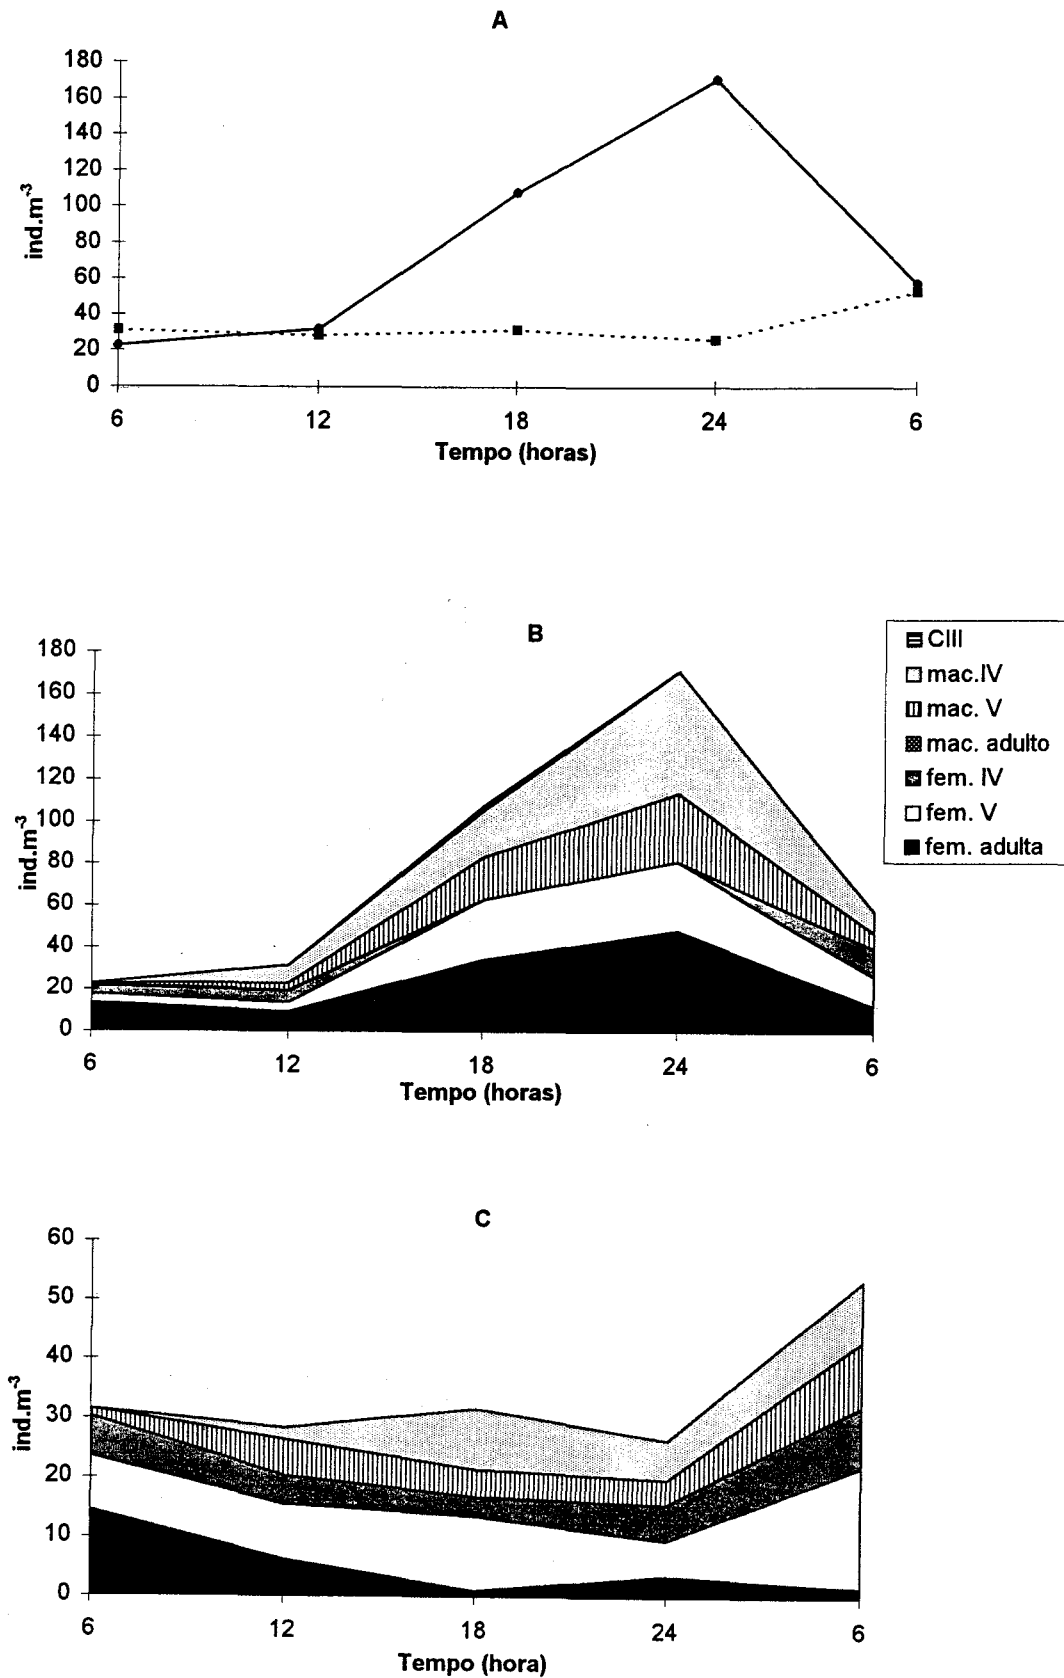 A
180
160
140
120
100
80
60
40
20
0
ind.m-3
6 12 18 24 6
Tempo (horas)
B
180
160
140
120
100
80
60
40
20
0
ind.m-3
6 12 18 24 6
Tempo (horas)
CIII
mac.IV
mac. V
mac. adulto
fem. IV
fem. V
fem. adulta
C
60
50
40
30
20
10
0
ind.m-3
6 12 18 24 6
Tempo (hora)